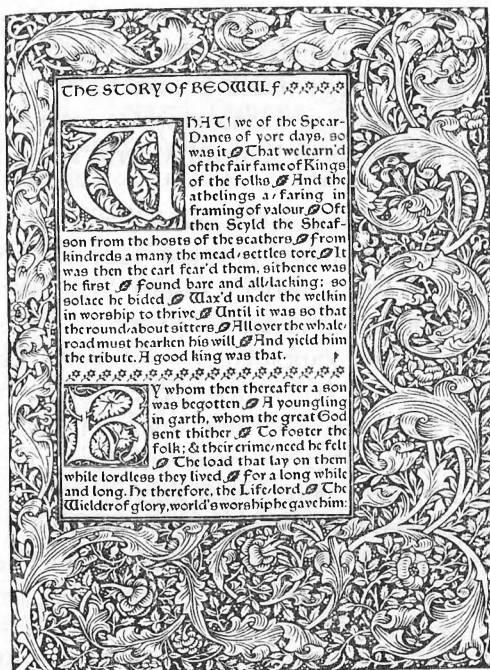 THE STORY OF BEOWULF
WHAT! we of the Spear-
Danes of yore days, so
was it That we learn'd
of the fair fame of Kings
of the folks And the
athelings a-faring in
framing of valour Oft
then Scyld the Sheaf-
son from the hosts of the scathers From
kindreds a many the mead-settles tore It
was then the earl fear'd them, sithence was
he first Found bare and all-lacking; so
solace he bided Wax'd under the welkin
in worship to thrive Until it was so that
the round-about sitters All over the whale-
road must hearken his will And yield him
the tribute. A good king was that.
BY whom then thereafter a son
was begotten A youngling
in garth, whom the great God
sent thither To foster the
folk; & their crime-need he felt
The load that lay on them
while lordless they lived For a long while
and long. He therefore, the Life-lord The
Wielder of glory, world's worship he gave him: